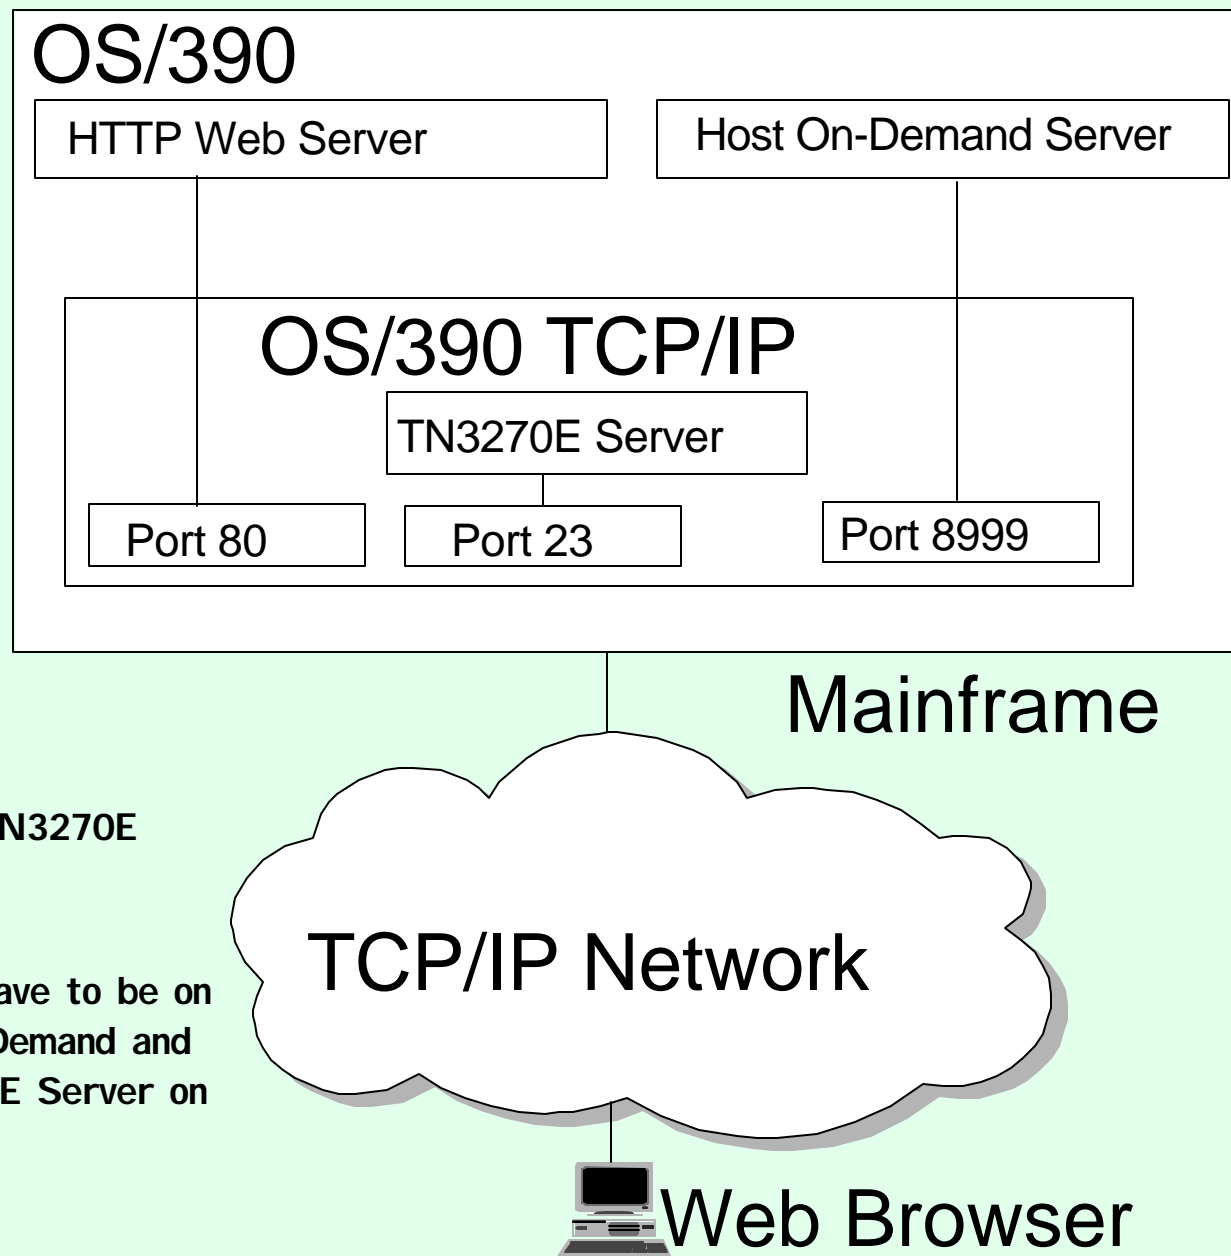 OS/390
HTTP Web Server
Host On-Demand Server
OS/390 TCP/IP
TN3270E Server
Port 80
Port 23
Port 8999
Mainframe
N3270E
TCP/IP Network
ave to be on
Demand and
E Server on
Web Browser